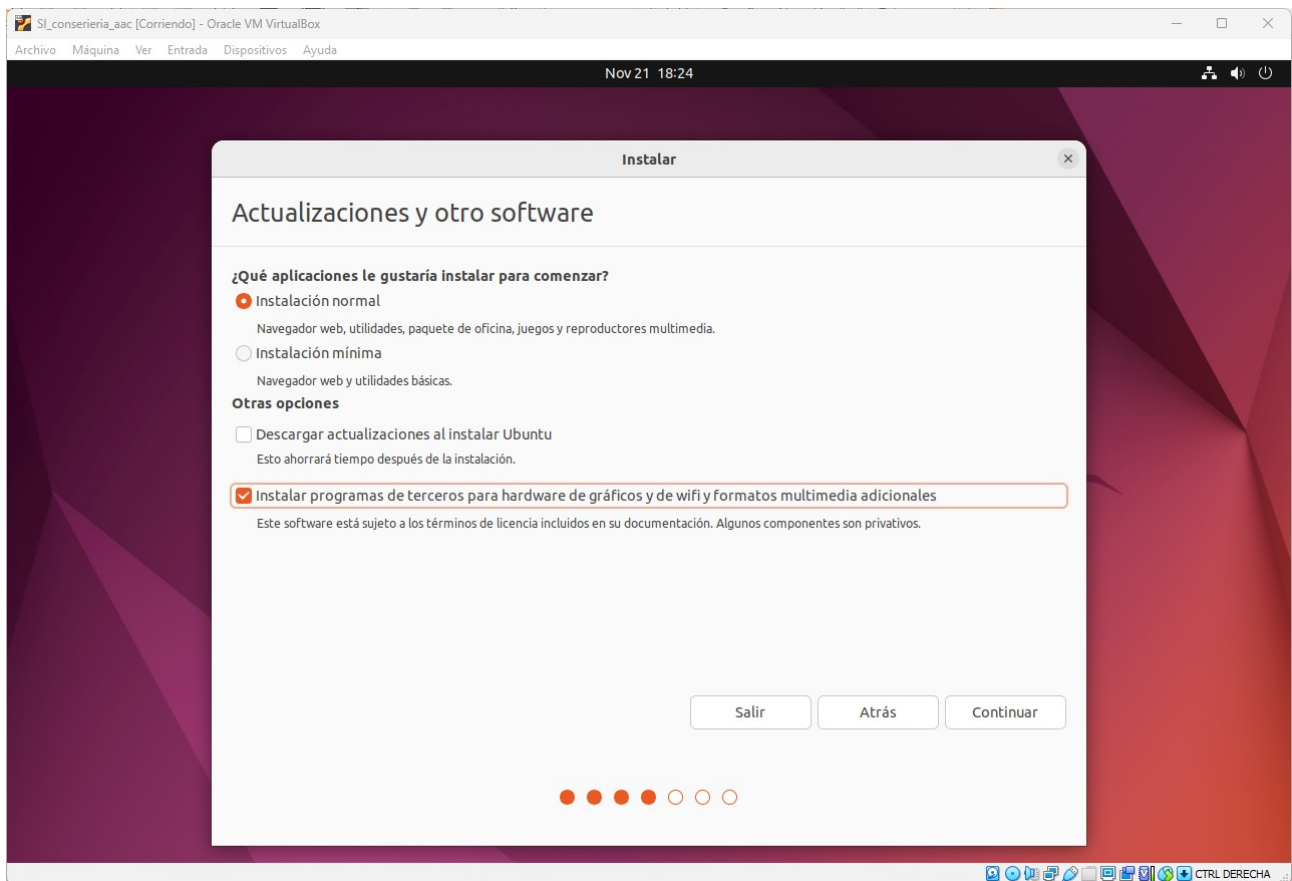 SI_conserieria_aac [Corriendo] - Oracle VM VirtualBox
Archivo Máquina Ver Entrada Dispositivos Ayuda
Nov 21 18:24
Instalar
Actualizaciones y otro software
¿Qué aplicaciones le gustaría instalar para comenzar?
Instalación normal
Navegador web, utilidades, paquete de oficina, juegos y reproductores multimedia.
Instalación mínima
Navegador web y utilidades básicas.
Otras opciones
Descargar actualizaciones al instalar Ubuntu
Esto ahorrará tiempo después de la instalación.
Instalar programas de terceros para hardware de gráficos y de wifi y formatos multimedia adicionales
Este software está sujeto a los términos de licencia incluidos en su documentación. Algunos componentes son privativos.
Salir Atrás Continuar
CTRL DERECHA